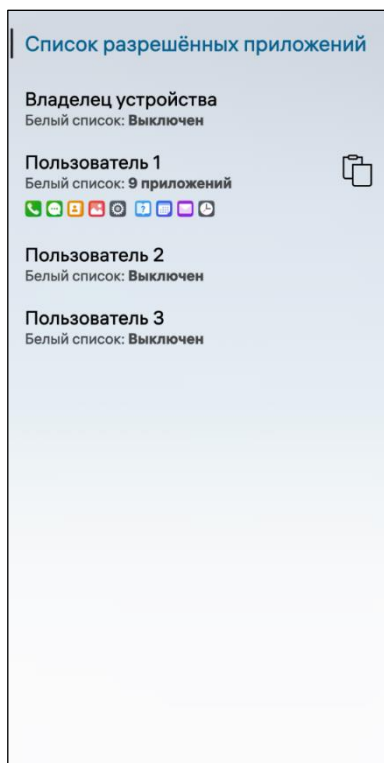 Список разрешённых приложений
Владелец устройства
Белый список: Выключен
Пользователь 1
Белый список: 9 приложений
Пользователь 2
Белый список: Выключен
Пользователь 3
Белый список: Выключен